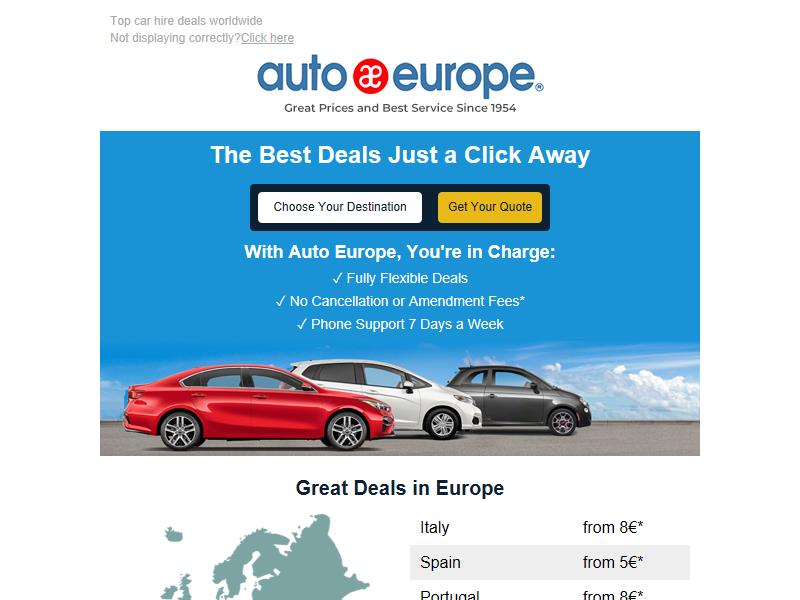 Top car hire deals worldwide
Not displaying correctly?Click here
auto æ europe®
Great Prices and Best Service Since 1954
The Best Deals Just a Click Away
Choose Your Destination
Get Your Quote
With Auto Europe, You're in Charge:
✓ Fully Flexible Deals
✓ No Cancellation or Amendment Fees*
✓ Phone Support 7 Days a Week
Great Deals in Europe
Italy from 8€*
Spain from 5€*
Portugal from 8€*